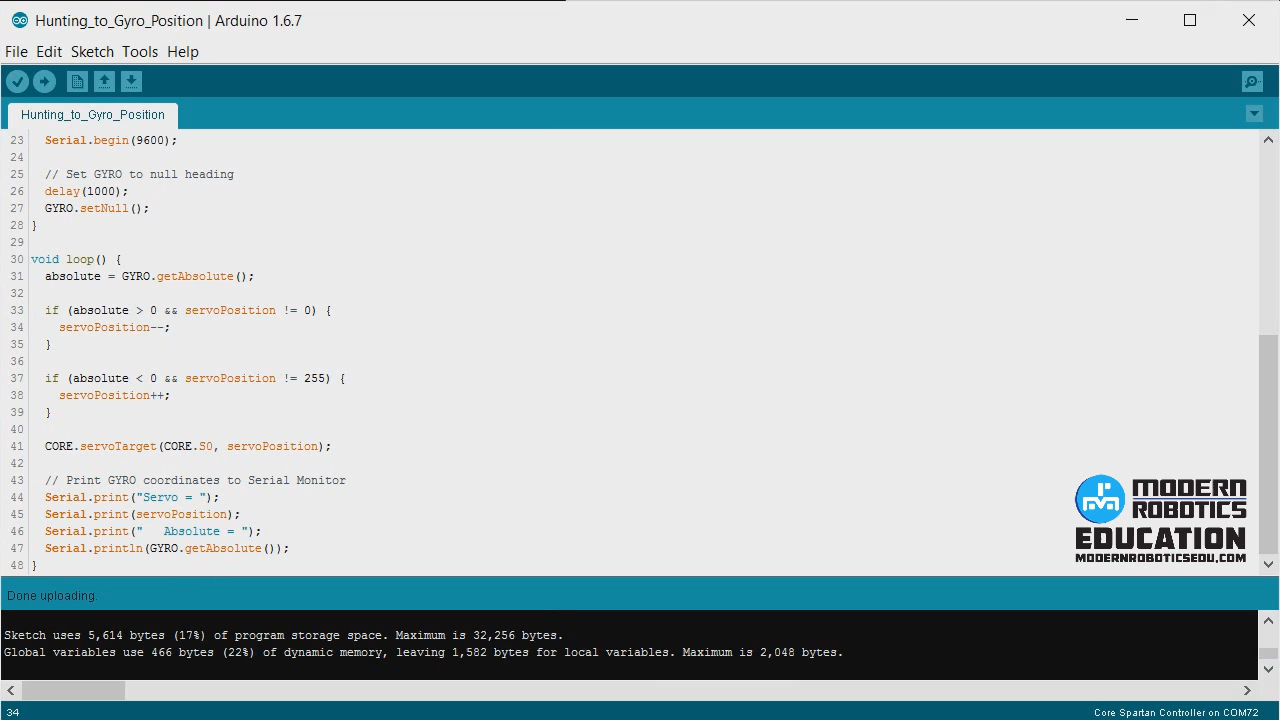 Hunting_to_Gyro_Position | Arduino 1.6.7
File Edit Sketch Tools Help
Hunting_to_Gyro_Position
23 Serial.begin(9600);
24
25 // Set GYRO to null heading
26 delay(1000);
27 GYRO.setNull();
28 }
29
30 void loop() {
31 absolute = GYRO.getAbsolute();
32
33 if (absolute > 0 && servoPosition != 0) {
34 servoPosition--;
35 }
36
37 if (absolute < 0 && servoPosition != 255) {
38 servoPosition++;
39 }
40
41 CORE.servoTarget(CORE.S0, servoPosition);
42
43 // Print GYRO coordinates to Serial Monitor
44 Serial.print("Servo = ");
45 Serial.print(servoPosition);
46 Serial.print("   Absolute = ");
47 Serial.println(GYRO.getAbsolute());
48 }
MODERN
ROBOTICS
EDUCATION
MODERNROBOTICSEDU.COM
Done uploading.
Sketch uses 5,614 bytes (17%) of program storage space. Maximum is 32,256 bytes.
Global variables use 466 bytes (22%) of dynamic memory, leaving 1,582 bytes for local variables. Maximum is 2,048 bytes.
34
Core Spartan Controller on COM72